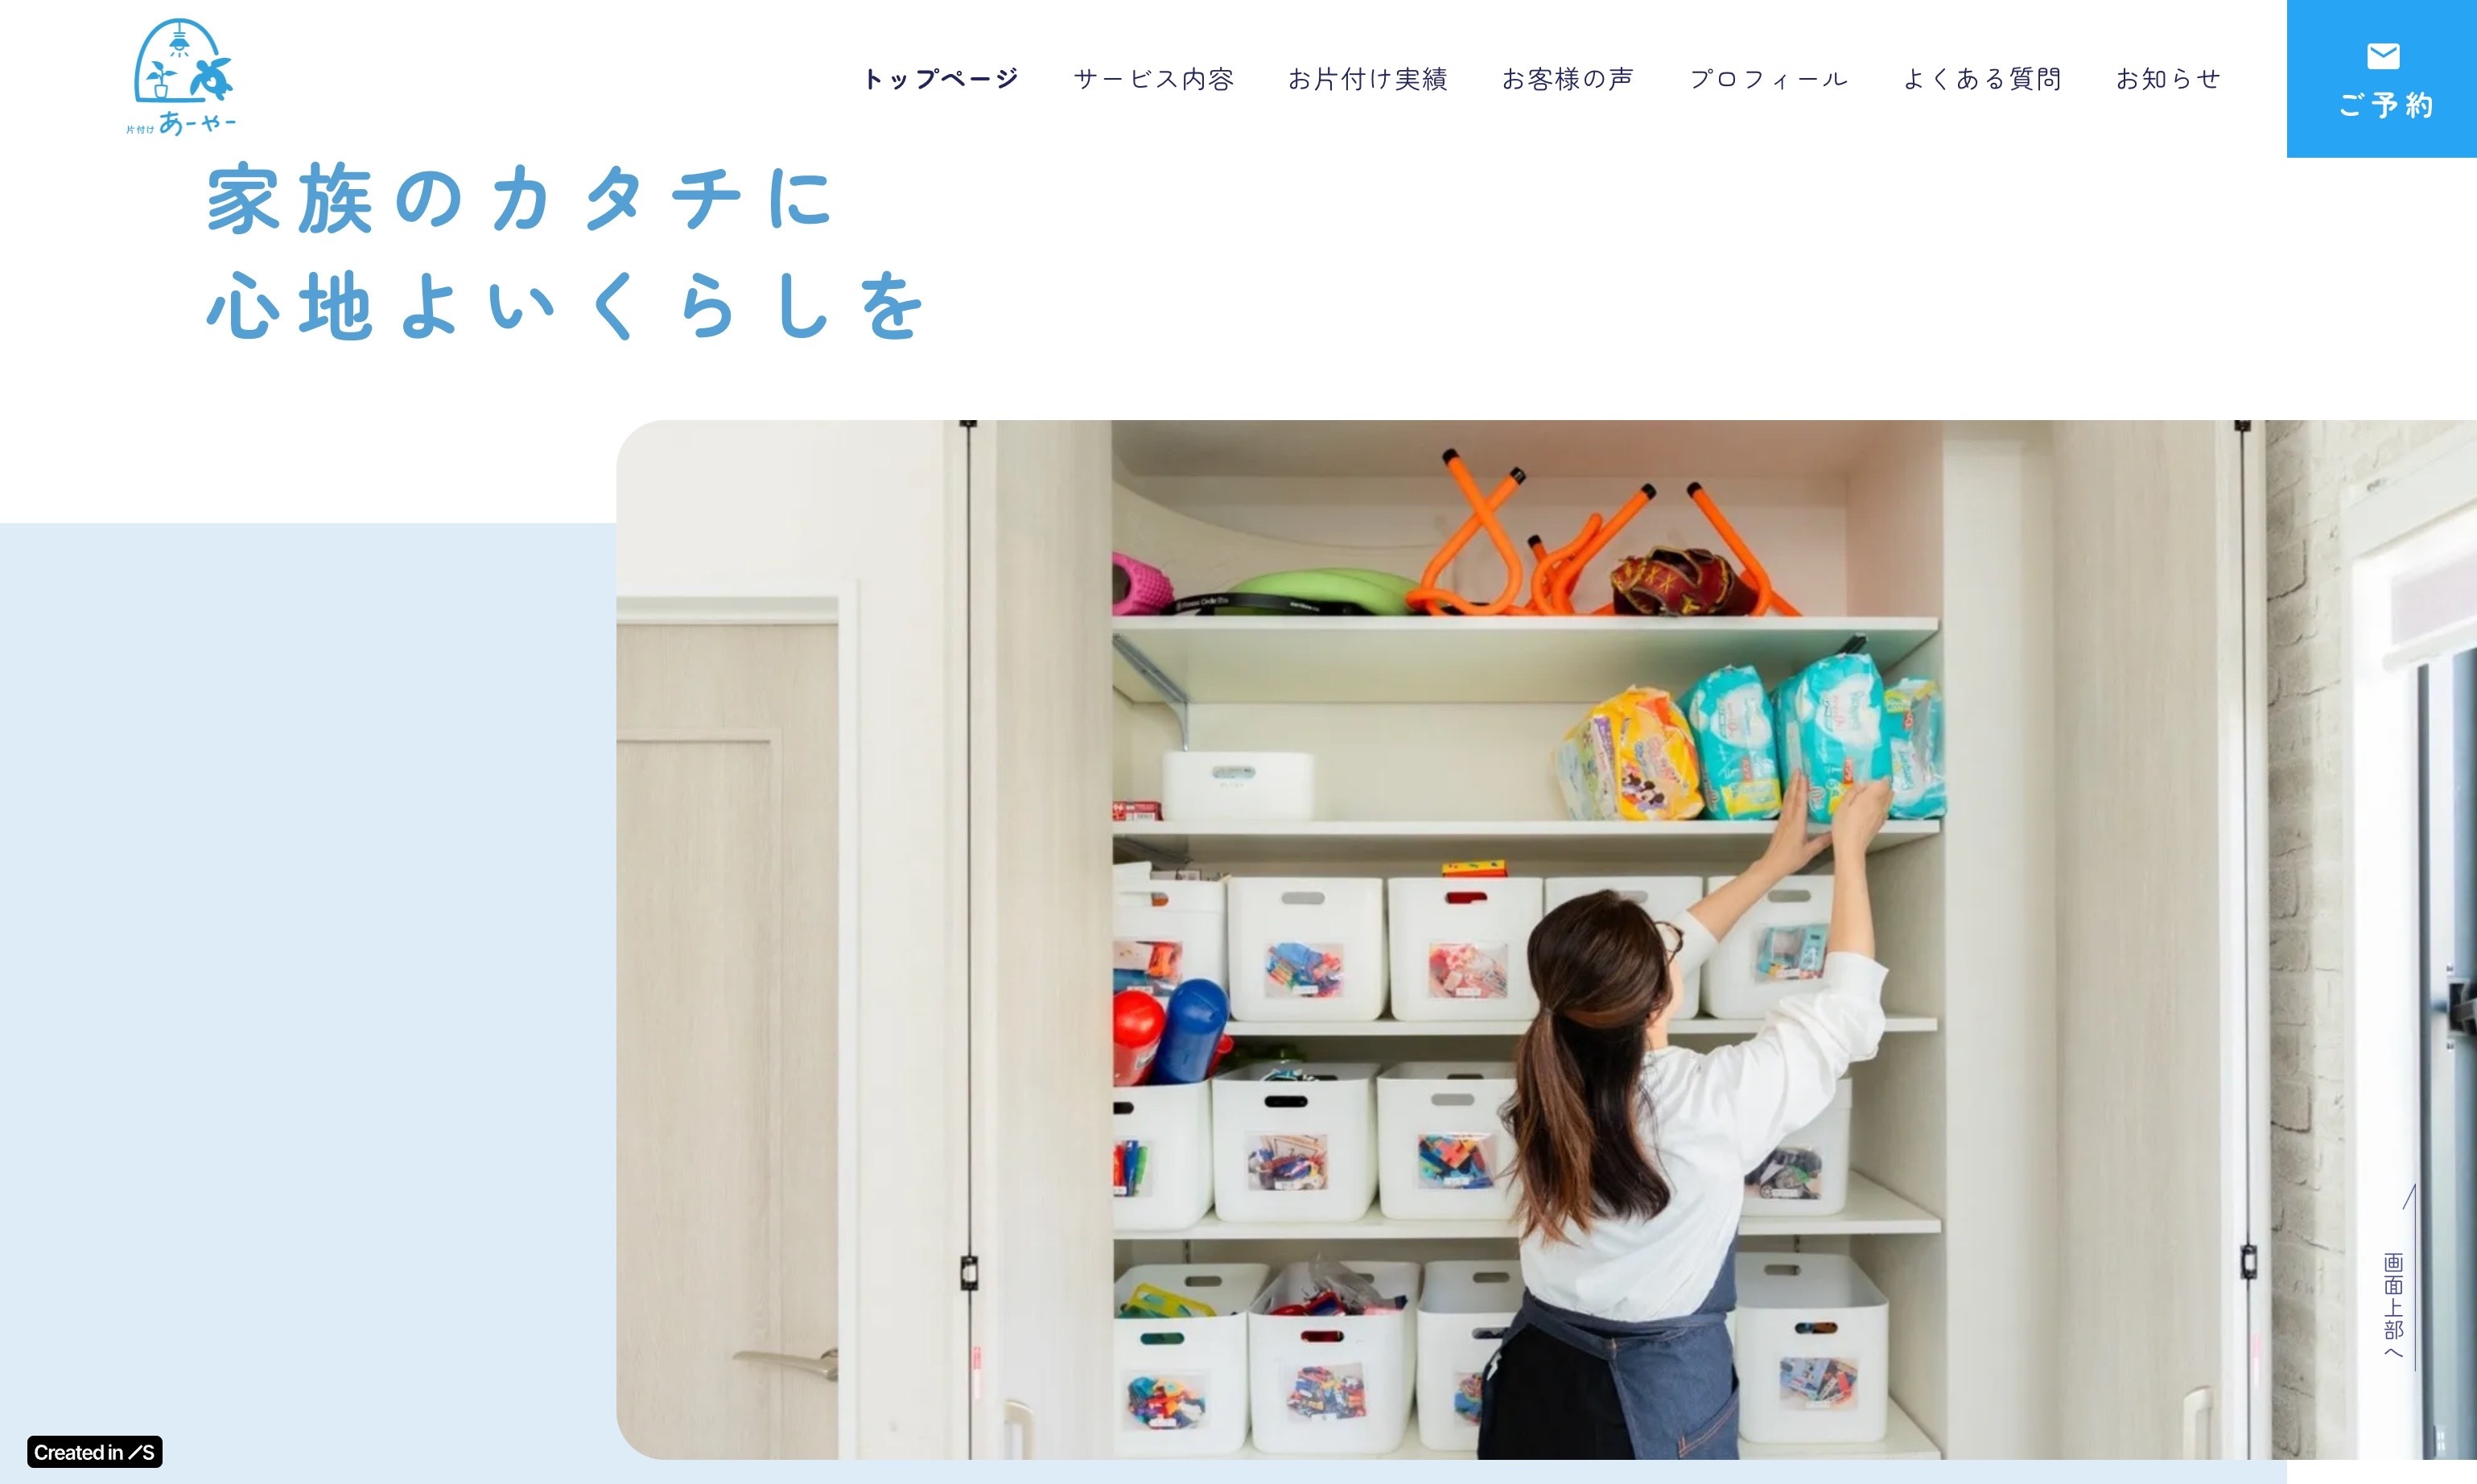 片付け あーやー
トップページ
サービス内容
お片付け実績
お客様の声
プロフィール
よくある質問
お知らせ
ご予約
家族のカタチに
心地よいくらしを
画面上部へ
Created in /S